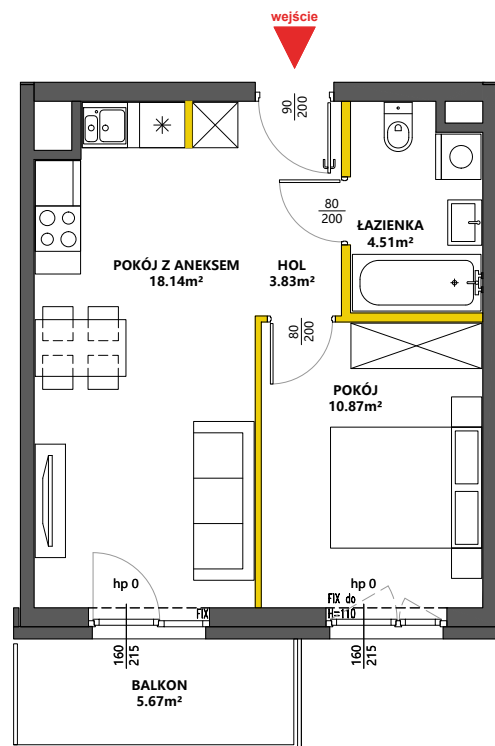 wejście
90
200
80
200
ŁAZIENKA
4.51m²
POKÓJ Z ANEKSEM
18.14m²
HOL
3.83m²
80
200
POKÓJ
10.87m²
hp 0
hp 0
FIX
FIX do
H=110
160
215
160
215
BALKON
5.67m²